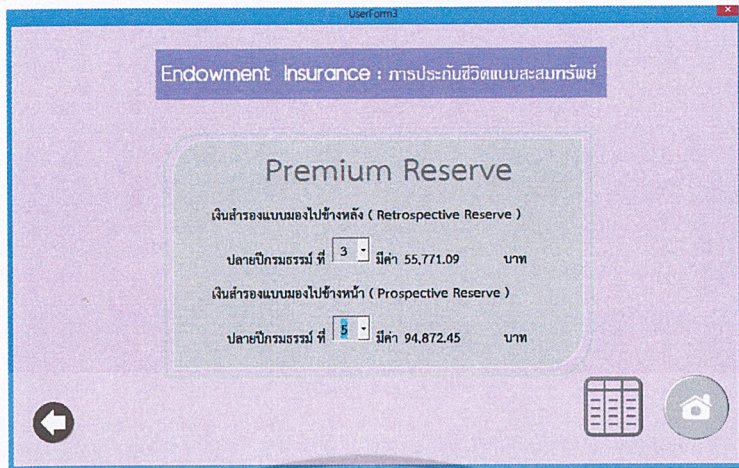 UserForm3
Endowment Insurance : การประกันชีวิตแบบสะสมทรัพย์
Premium Reserve
เงินสำรองแบบมองไปข้างหลัง ( Retrospective Reserve )
ปลายปีกรมธรรม์ ที่ 3 มีค่า 55,771.09 บาท
เงินสำรองแบบมองไปข้างหน้า ( Prospective Reserve )
ปลายปีกรมธรรม์ ที่ 5 มีค่า 94,872.45 บาท